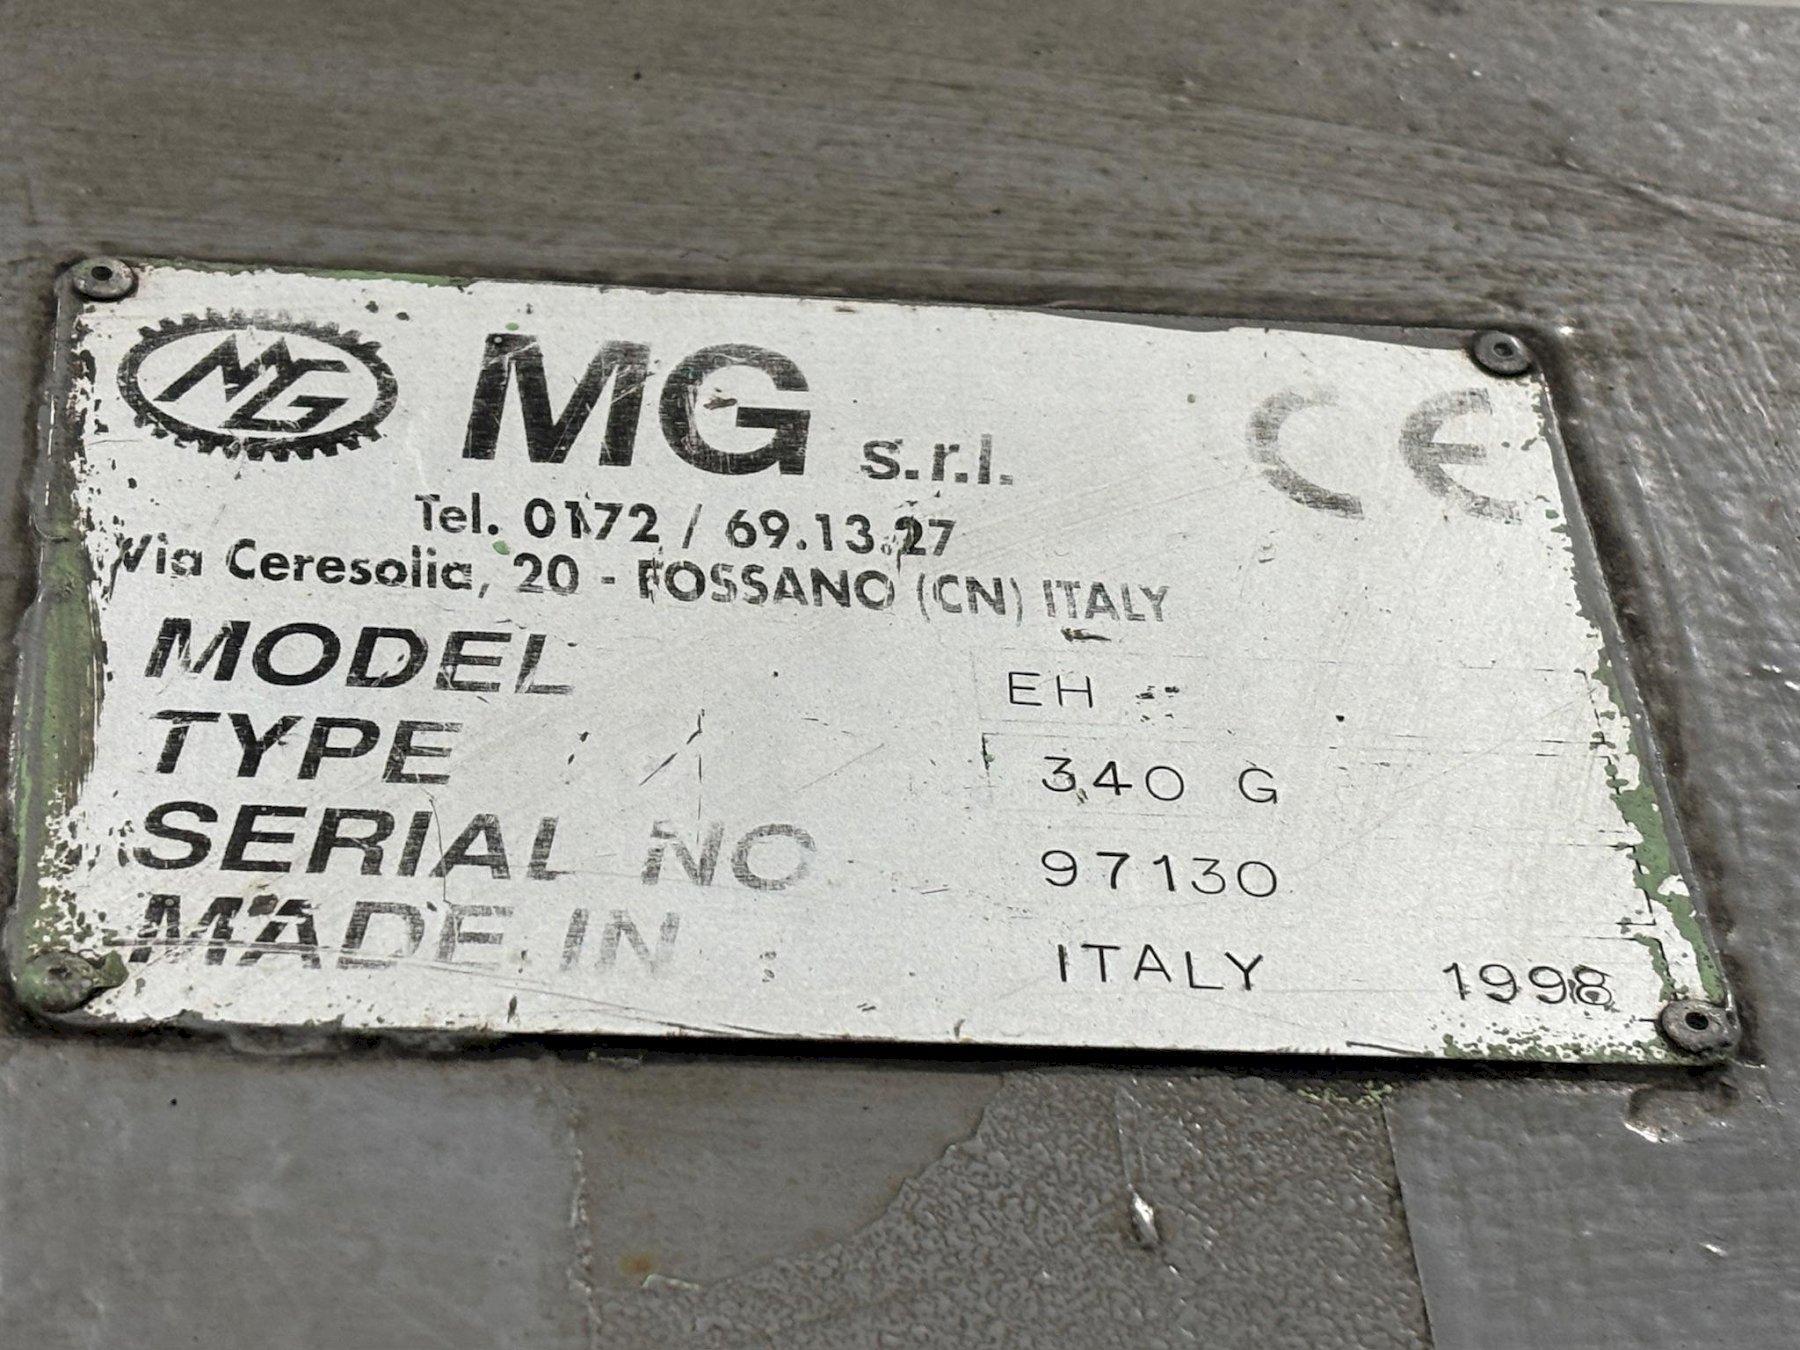 MG MG s.r.l. CE
Tel. 0172 / 69.13.27
Via Ceresolia, 20 - FOSSANO (CN) ITALY
MODEL EH
TYPE 340 G
SERIAL NO 97130
MADE IN ITALY 1998